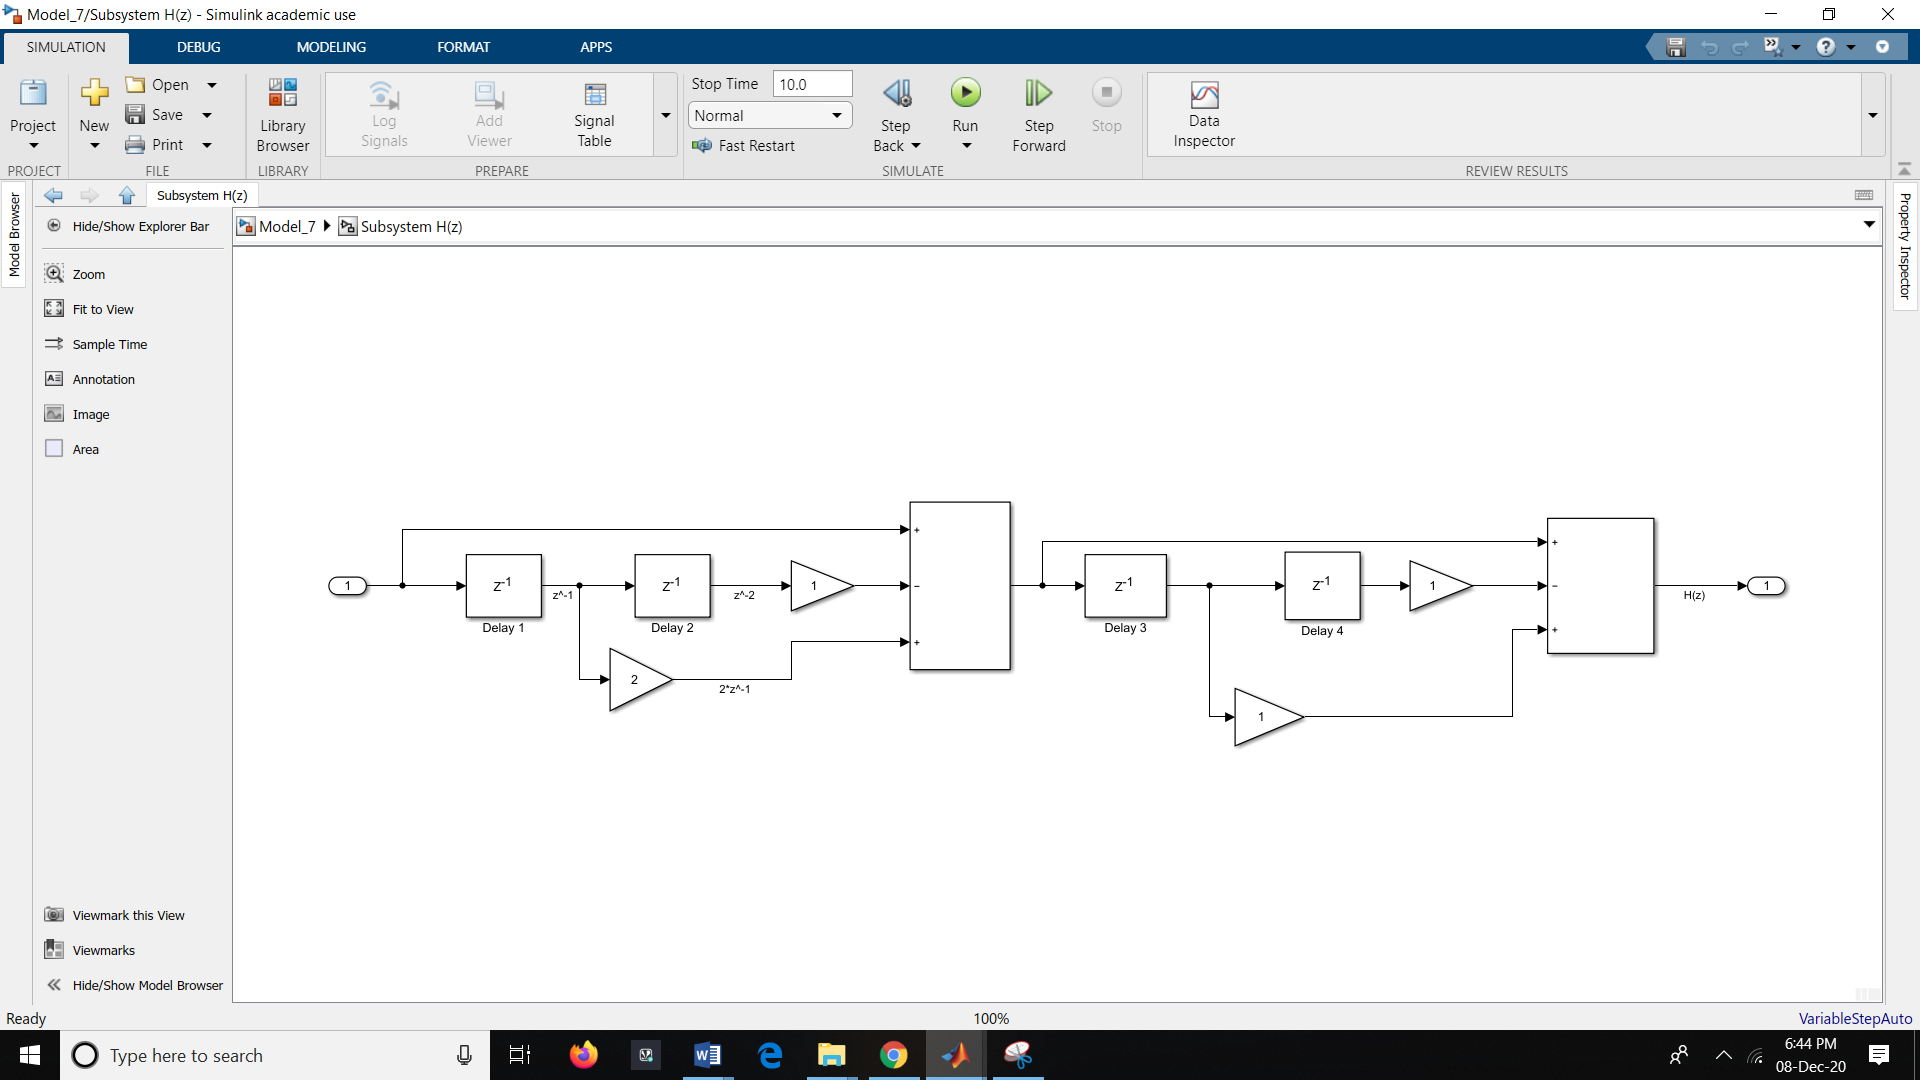 Model_7/Subsystem H(z) - Simulink academic use
SIMULATION DEBUG MODELING FORMAT APPS
Project
PROJECT
New
Open
Save
Print
FILE
Library
Browser
LIBRARY
Log
Signals
Add
Viewer
Signal
Table
PREPARE
Stop Time 10.0
Normal
Fast Restart
Step
Back
Run
Step
Forward
Stop
SIMULATE
Data
Inspector
REVIEW RESULTS
Model Browser
Subsystem H(z)
Property Inspector
Hide/Show Explorer Bar
Model_7 Subsystem H(z)
Zoom
Fit to View
Sample Time
Annotation
Image
Area
+
+
1
z-1
z^-1
z-1
z^-2
1
-
z-1
z-1
1
-
H(z)
1
Delay 1
Delay 2
Delay 3
Delay 4
+
+
2
2*z^-1
1
Viewmark this View
Viewmarks
Hide/Show Model Browser
Ready 100% VariableStepAuto
Type here to search
6:44 PM
08-Dec-20